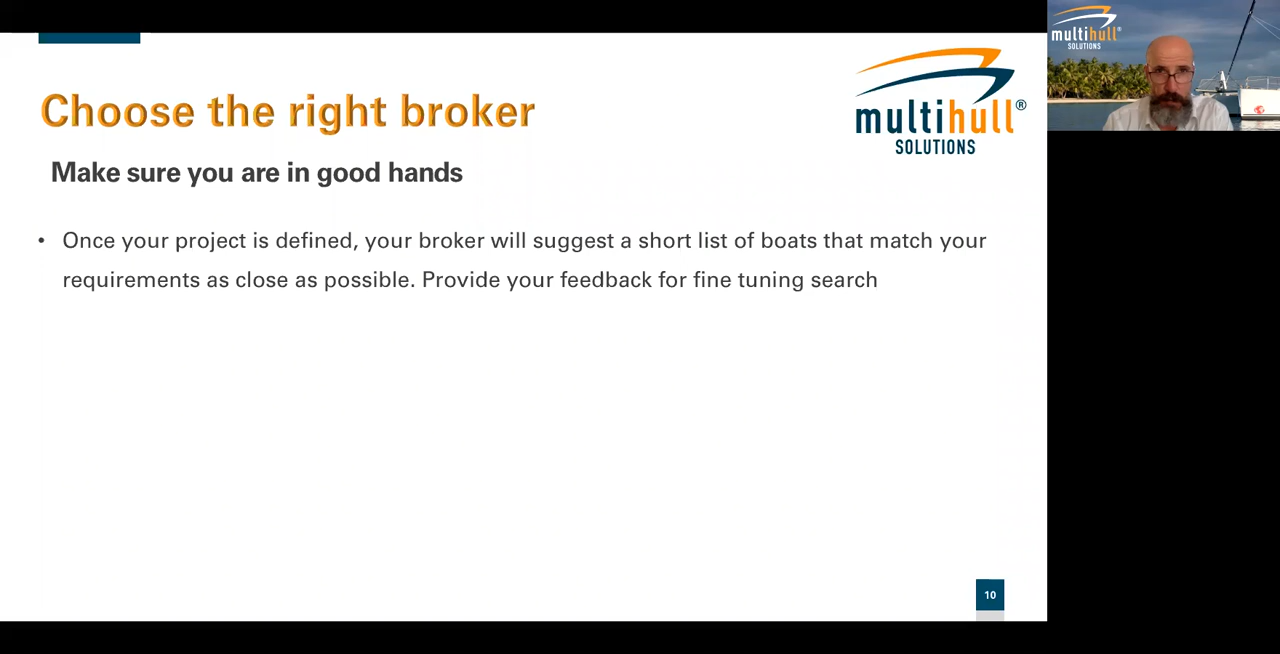 Choose the right broker
multihull®
SOLUTIONS
Make sure you are in good hands
• Once your project is defined, your broker will suggest a short list of boats that match your
requirements as close as possible. Provide your feedback for fine tuning search
10
multihull®
SOLUTIONS